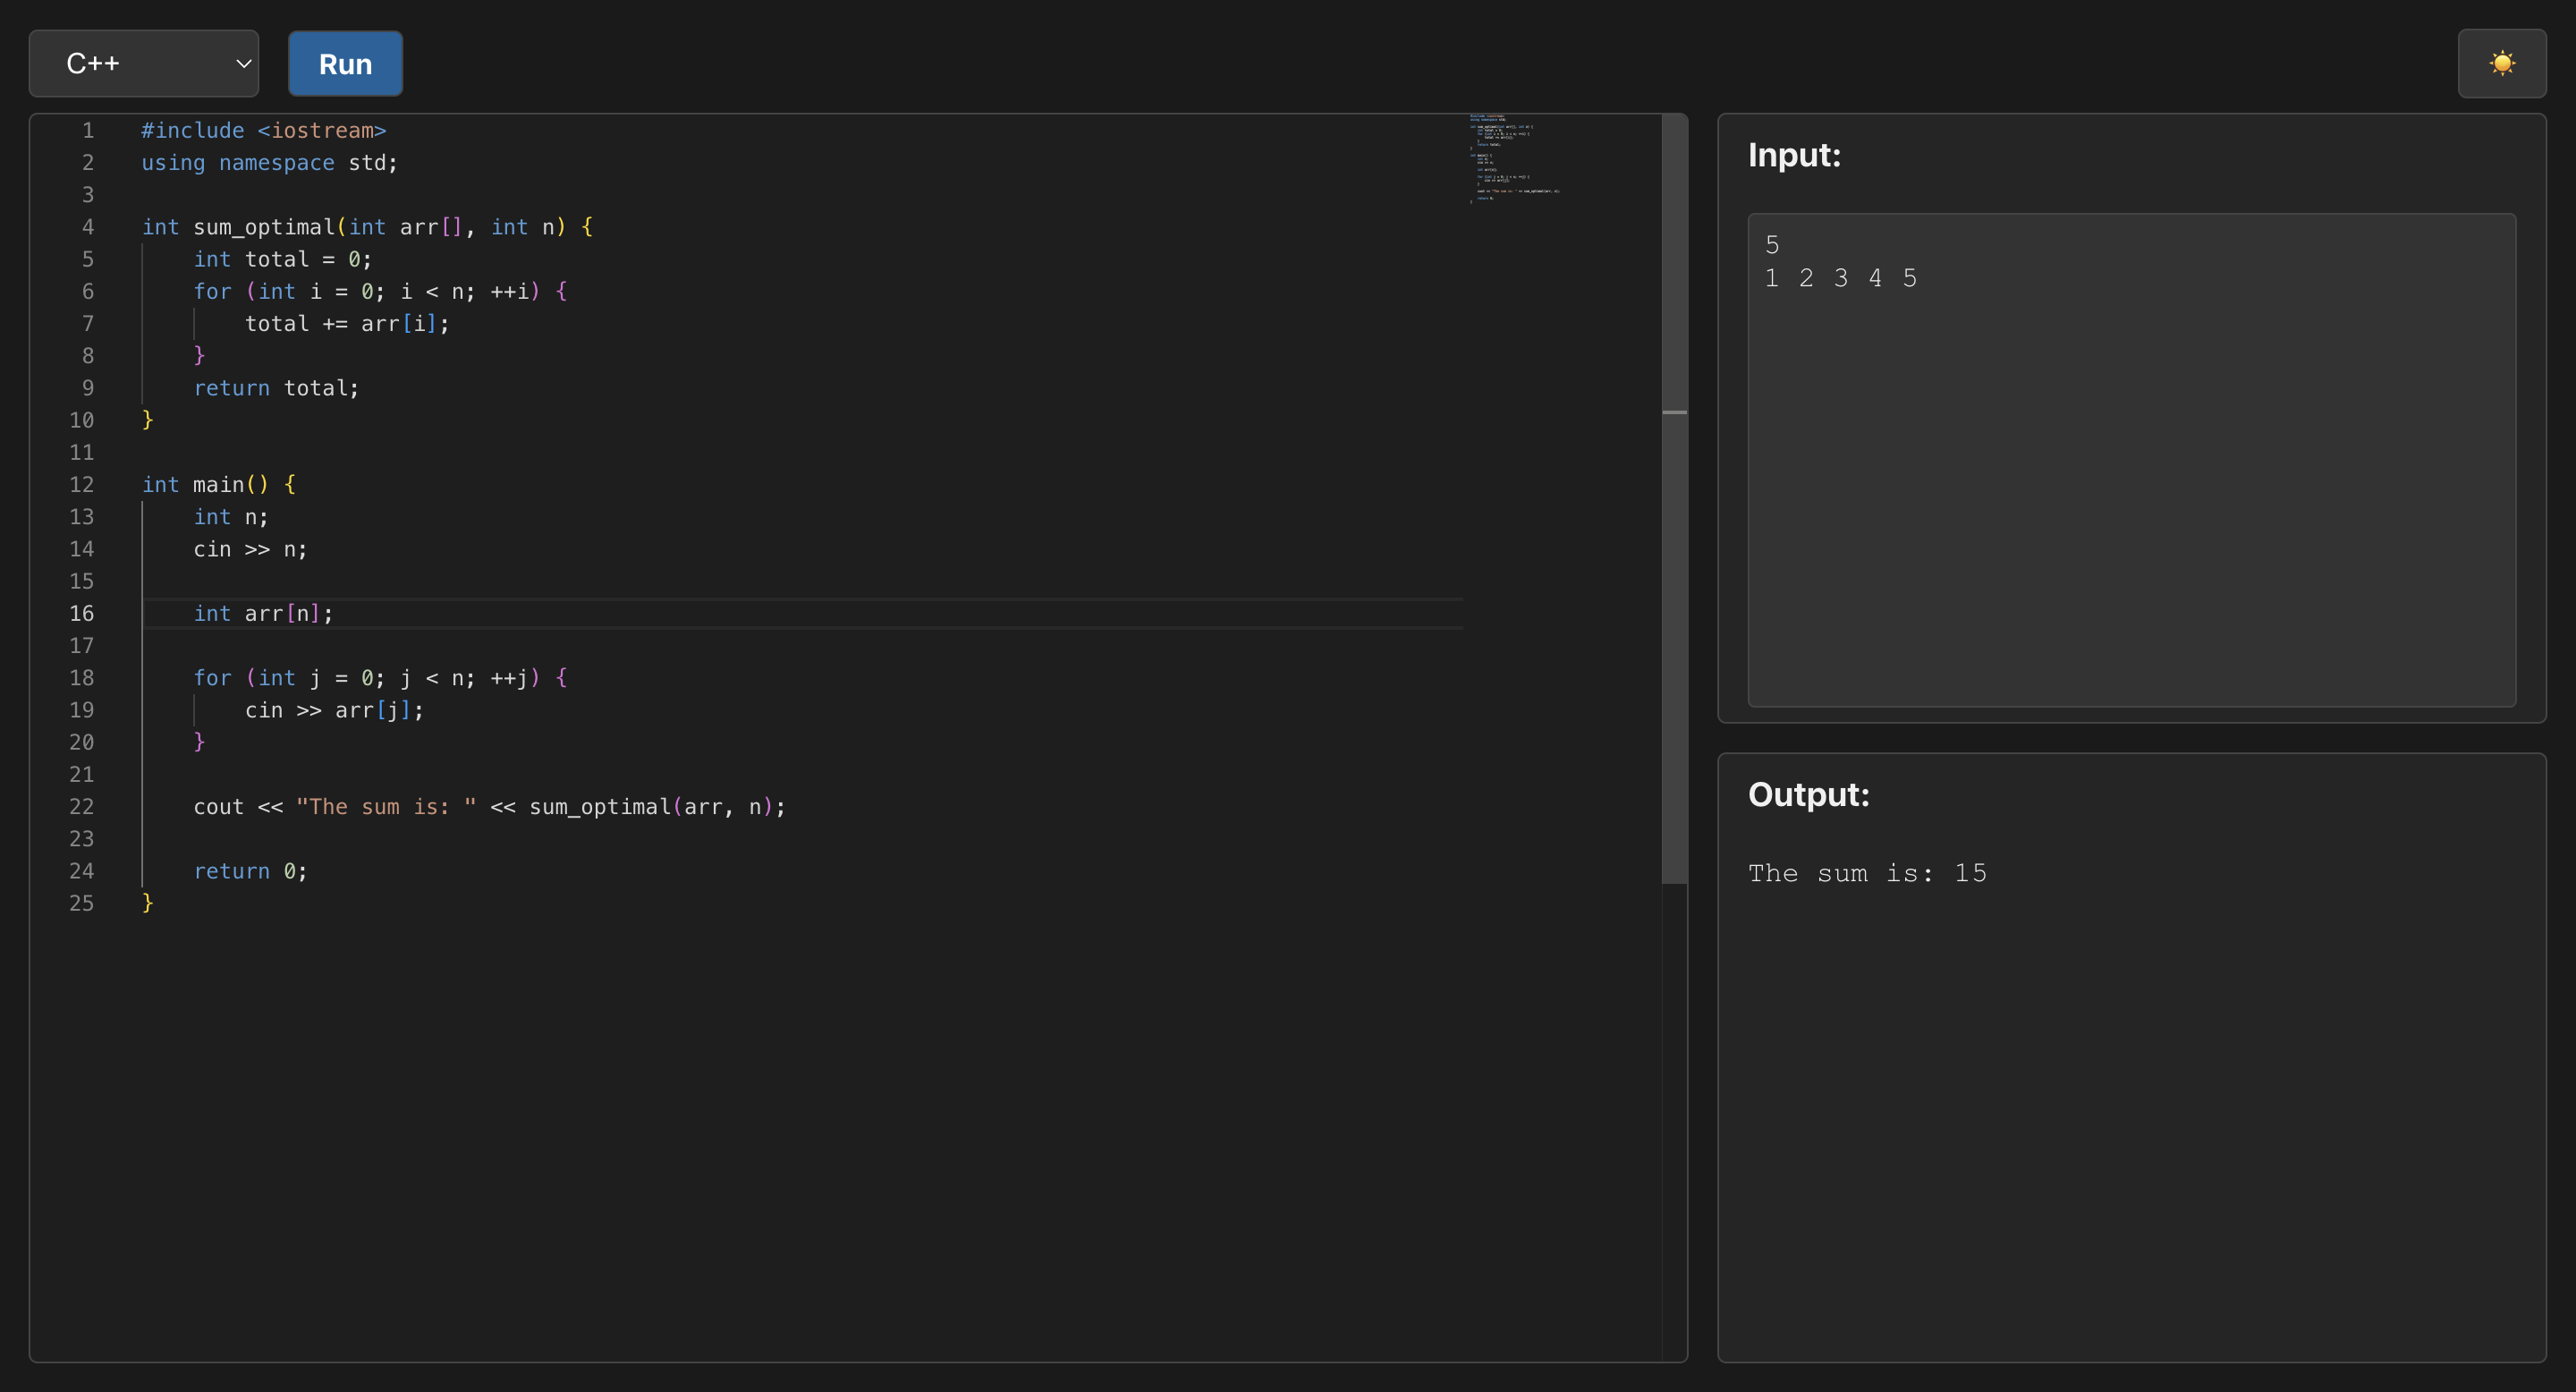 C++
Run
1 #include <iostream>
2 using namespace std;
3
4 int sum_optimal(int arr[], int n) {
5     int total = 0;
6     for (int i = 0; i < n; ++i) {
7         total += arr[i];
8     }
9     return total;
10 }
11
12 int main() {
13     int n;
14     cin >> n;
15
16     int arr[n];
17
18     for (int j = 0; j < n; ++j) {
19         cin >> arr[j];
20     }
21
22     cout << "The sum is: " << sum_optimal(arr, n);
23
24     return 0;
25 }
Input:
5
1 2 3 4 5
Output:
The sum is: 15